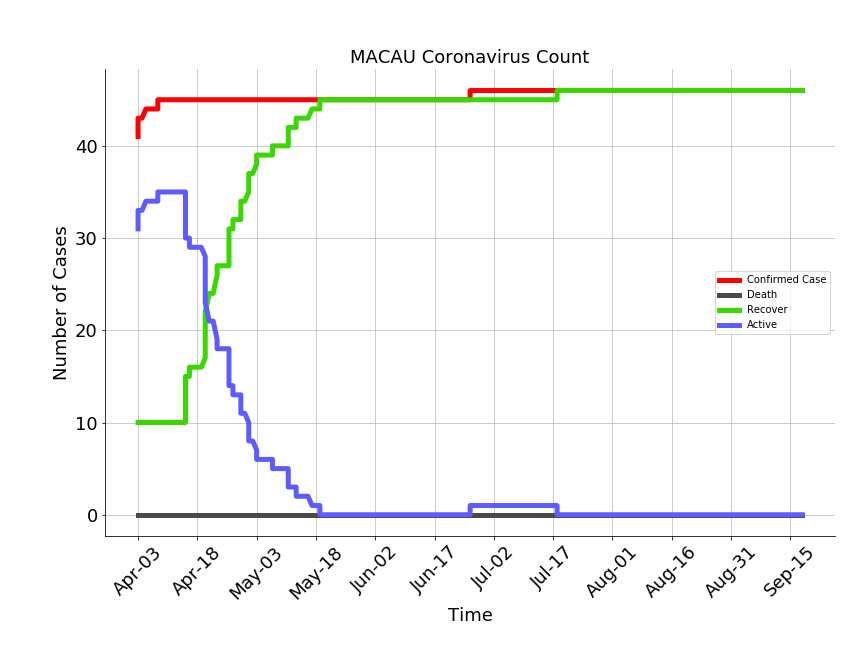 MACAU Coronavirus Count
Number of Cases
40
30
20
10
0
Confirmed Case
Death
Recover
Active
Apr-03
Apr-18
May-03
May-18
Jun-02
Jun-17
Jul-02
Jul-17
Aug-01
Aug-16
Aug-31
Sep-15
Time